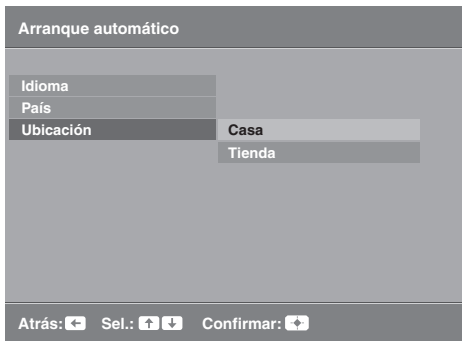 Arranque automático
Idioma
País
Ubicación Casa
Tienda
Atrás: Sel.: Confirmar: